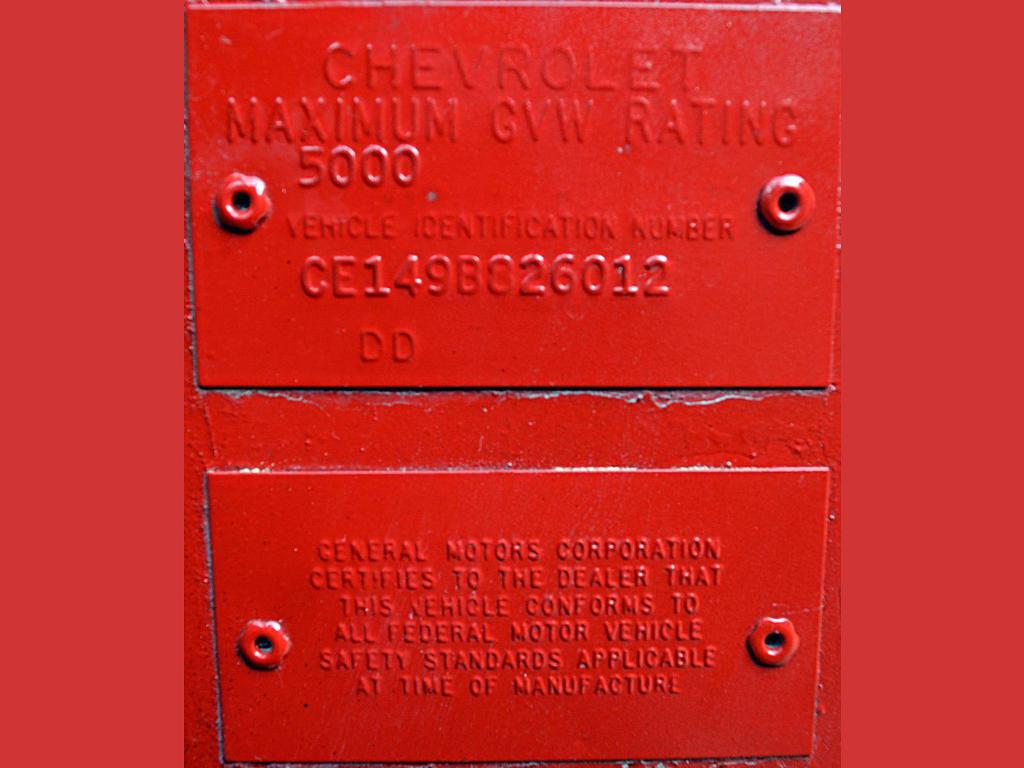 CHEVROLET
MAXIMUM GVW RATING
5000
VEHICLE IDENTIFICATION NUMBER
CE149B826012
DD
GENERAL MOTORS CORPORATION
CERTIFIES TO THE DEALER THAT
THIS VEHICLE CONFORMS TO
ALL FEDERAL MOTOR VEHICLE
SAFETY STANDARDS APPLICABLE
AT TIME OF MANUFACTURE